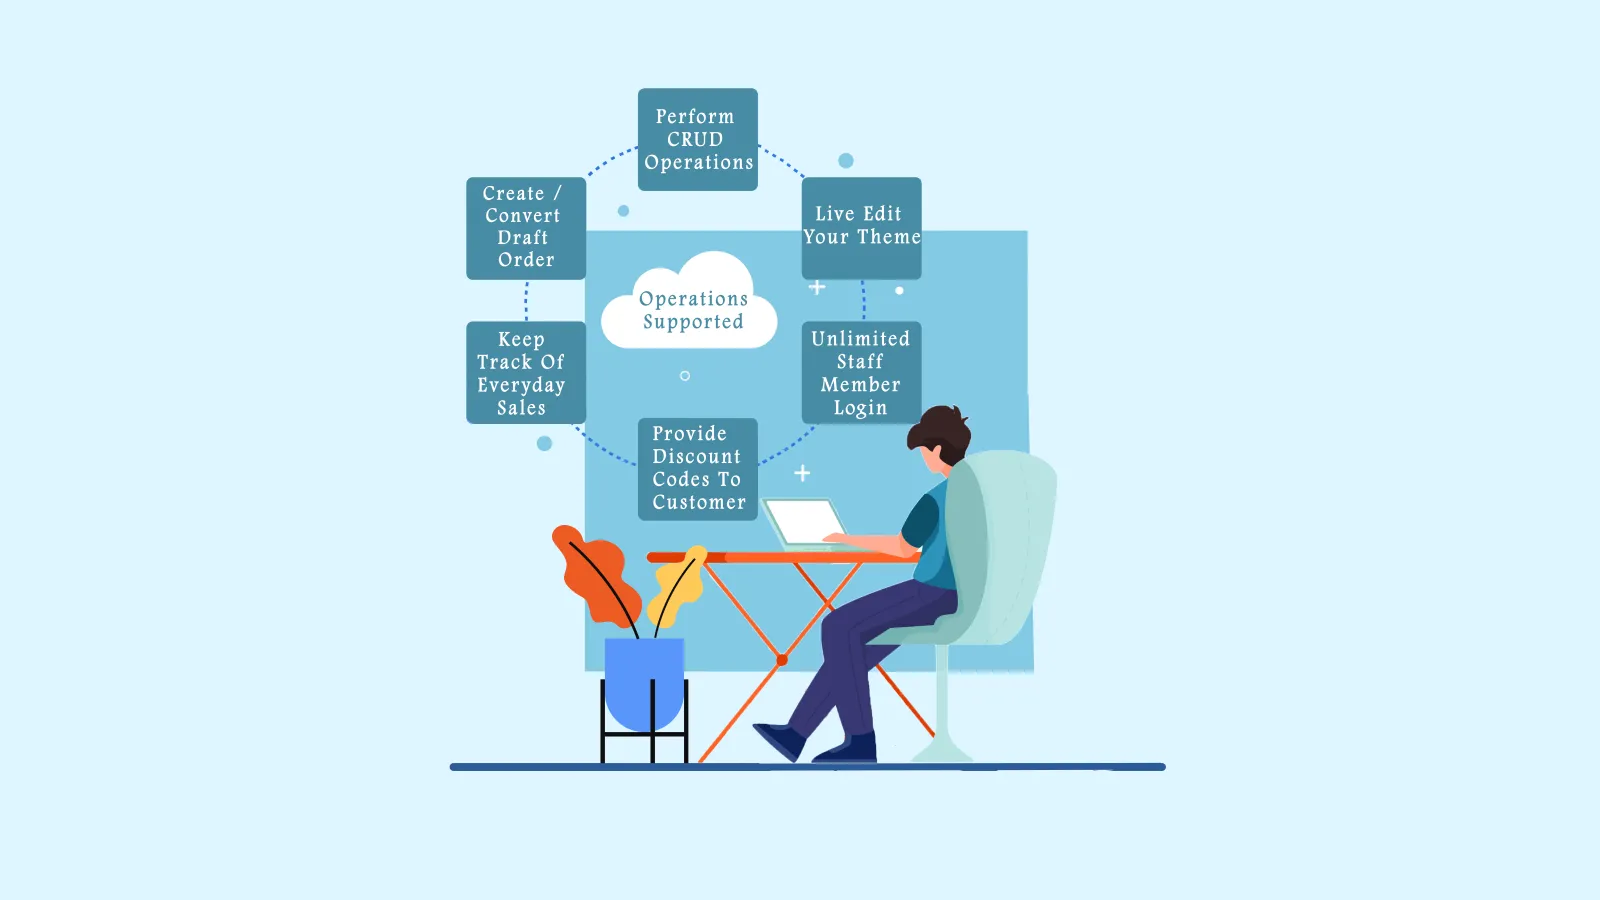 Perform
CRUD
Operations
Create /
Convert
Draft
Order
Live Edit
Your Theme
Operations
Supported
Keep
Track Of
Everyday
Sales
Unlimited
Staff
Member
Login
Provide
Discount
Codes To
Customer